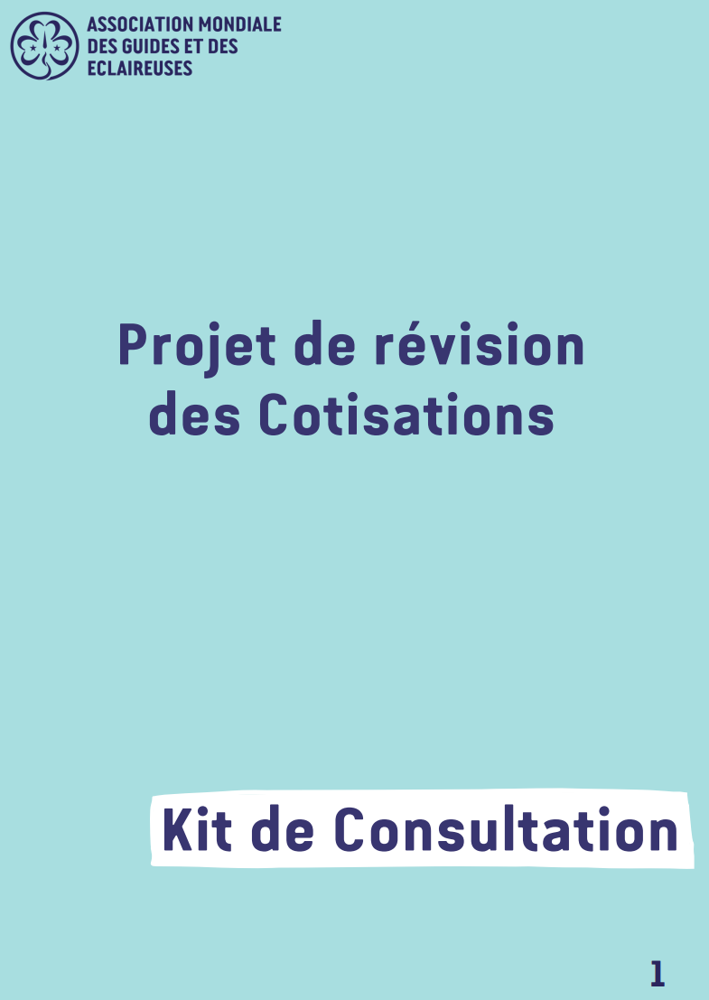 ASSOCIATION MONDIALE
DES GUIDES ET DES
ECLAIREUSES
Projet de révision
des Cotisations
Kit de Consultation
1